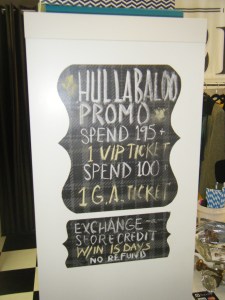 HULLABALOO
PROMO
SPEND 195 +
1 VIP TICKET
SPEND 100
1 G.A. TICKET
EXCHANGE
STORE CREDIT
W/IN 15 DAYS
NO REFUND